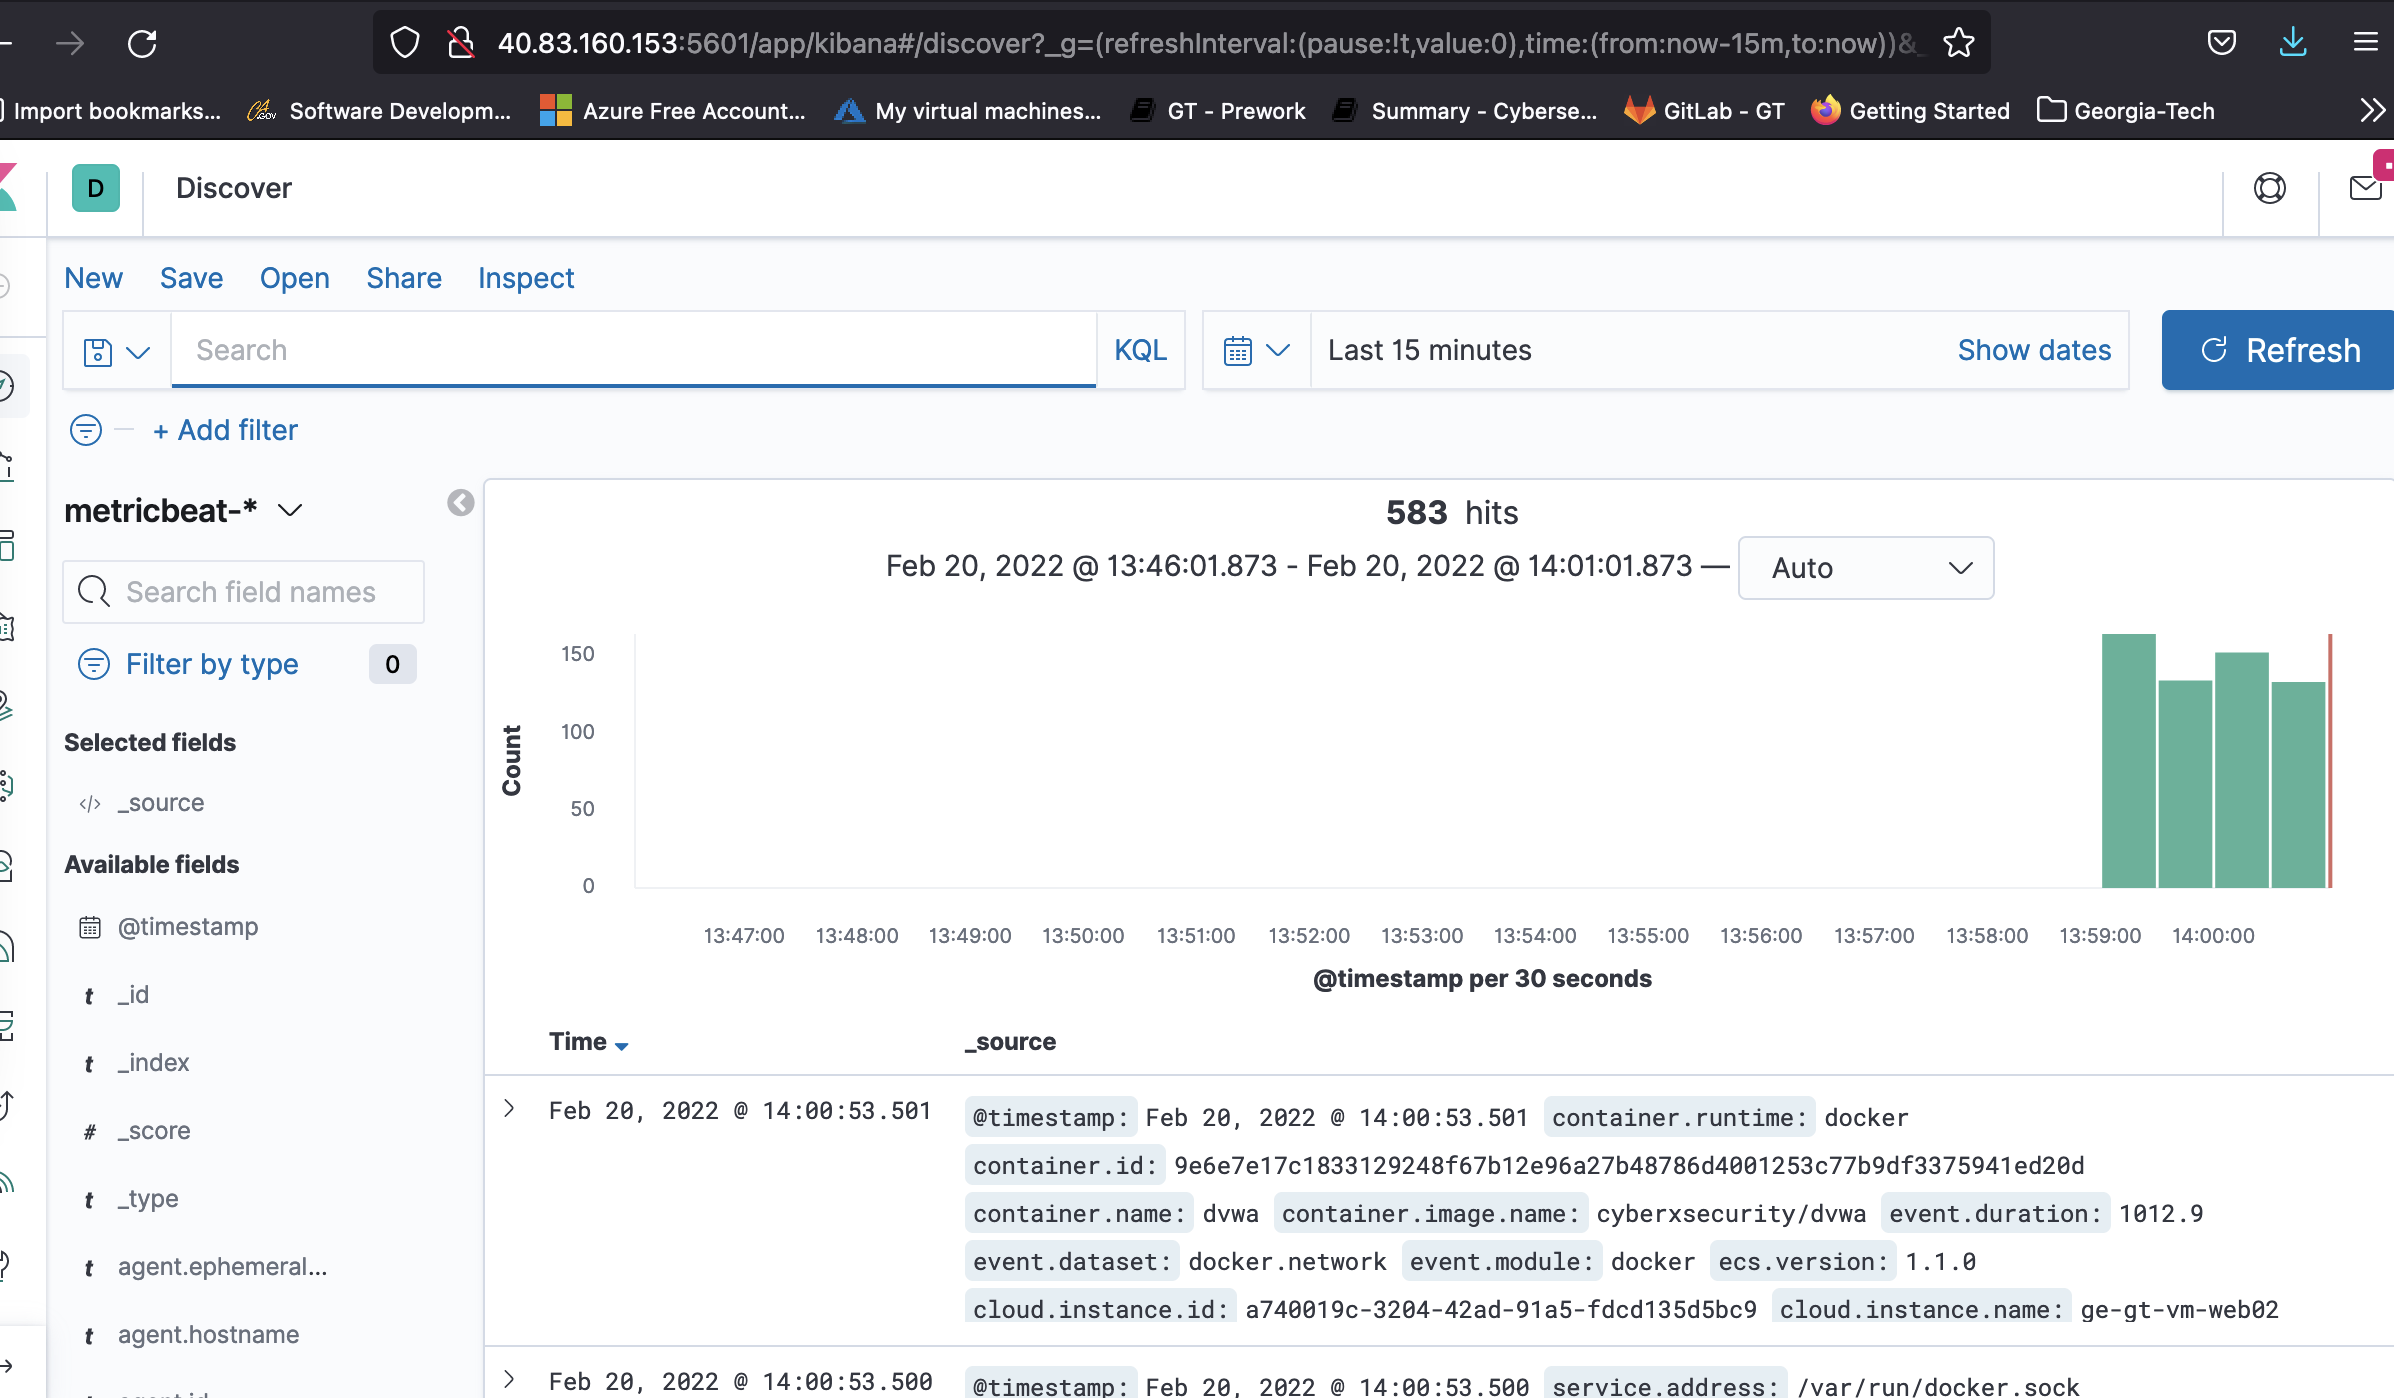 40.83.160.153:5601/app/kibana#/discover?_g=(refreshInterval:(pause:!t,value:0),time:(from:now-15m,to:now))&_
Import bookmarks... Software Developm... Azure Free Account... My virtual machines... GT - Prework Summary - Cyberse... GitLab - GT Getting Started Georgia-Tech
D Discover
New Save Open Share Inspect
Search KQL Last 15 minutes Show dates Refresh
+ Add filter
metricbeat-*
Search field names
Filter by type 0
Selected fields
_source
Available fields
@timestamp
t _id
t _index
# _score
t _type
t agent.ephemeral...
t agent.hostname
583 hits
Feb 20, 2022 @ 13:46:01.873 - Feb 20, 2022 @ 14:01:01.873 — Auto
Count
150
100
50
0
13:47:00 13:48:00 13:49:00 13:50:00 13:51:00 13:52:00 13:53:00 13:54:00 13:55:00 13:56:00 13:57:00 13:58:00 13:59:00 14:00:00
@timestamp per 30 seconds
Time _source
Feb 20, 2022 @ 14:00:53.501 @timestamp: Feb 20, 2022 @ 14:00:53.501 container.runtime: docker
container.id: 9e6e7e17c1833129248f67b12e96a27b48786d4001253c77b9df3375941ed20d
container.name: dvwa container.image.name: cyberxsecurity/dvwa event.duration: 1012.9
event.dataset: docker.network event.module: docker ecs.version: 1.1.0
cloud.instance.id: a740019c-3204-42ad-91a5-fdcd135d5bc9 cloud.instance.name: ge-gt-vm-web02
Feb 20, 2022 @ 14:00:53.500 @timestamp: Feb 20, 2022 @ 14:00:53.500 service.address: /var/run/docker.sock